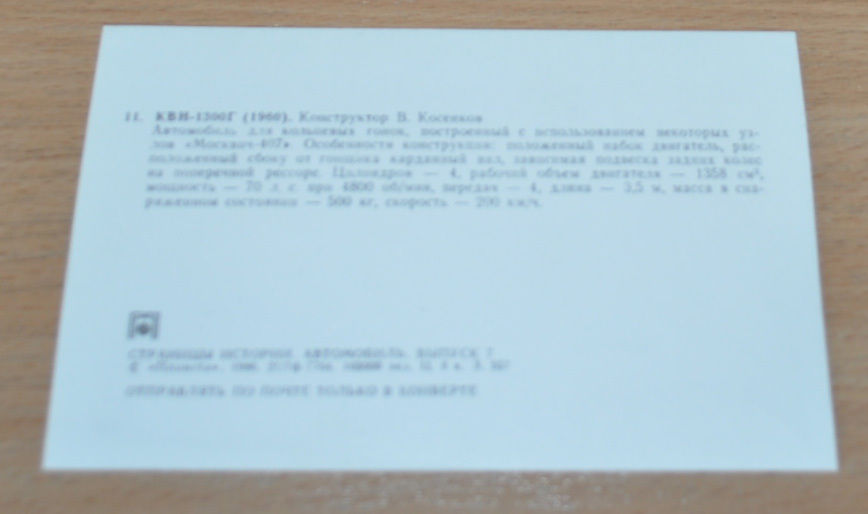 11. КВН-1300Г (1960). Конструктор В. Косенков
Автомобиль для кольцевых гонок, построенный с использованием некоторых уз-
лов «Москвич-407». Особенности конструкции: положенный набок двигатель, рас-
положенный сбоку от гонщика карданный вал, зависимая подвеска задних колес
на поперечной рессоре. Цилиндров — 4, рабочий объем двигателя — 1358 см³,
мощность — 70 л. с. при 4800 об/мин, передач — 4, длина — 3,5 м, масса в сна-
ряженном состоянии — 500 кг, скорость — 200 км/ч.
СТРАНИЦЫ ИСТОРИИ. АВТОМОБИЛЬ. ВЫПУСК
© «Планета»,
ОТПРАВЛЯТЬ ПО ПОЧТЕ ТОЛЬКО В КОНВЕРТЕ